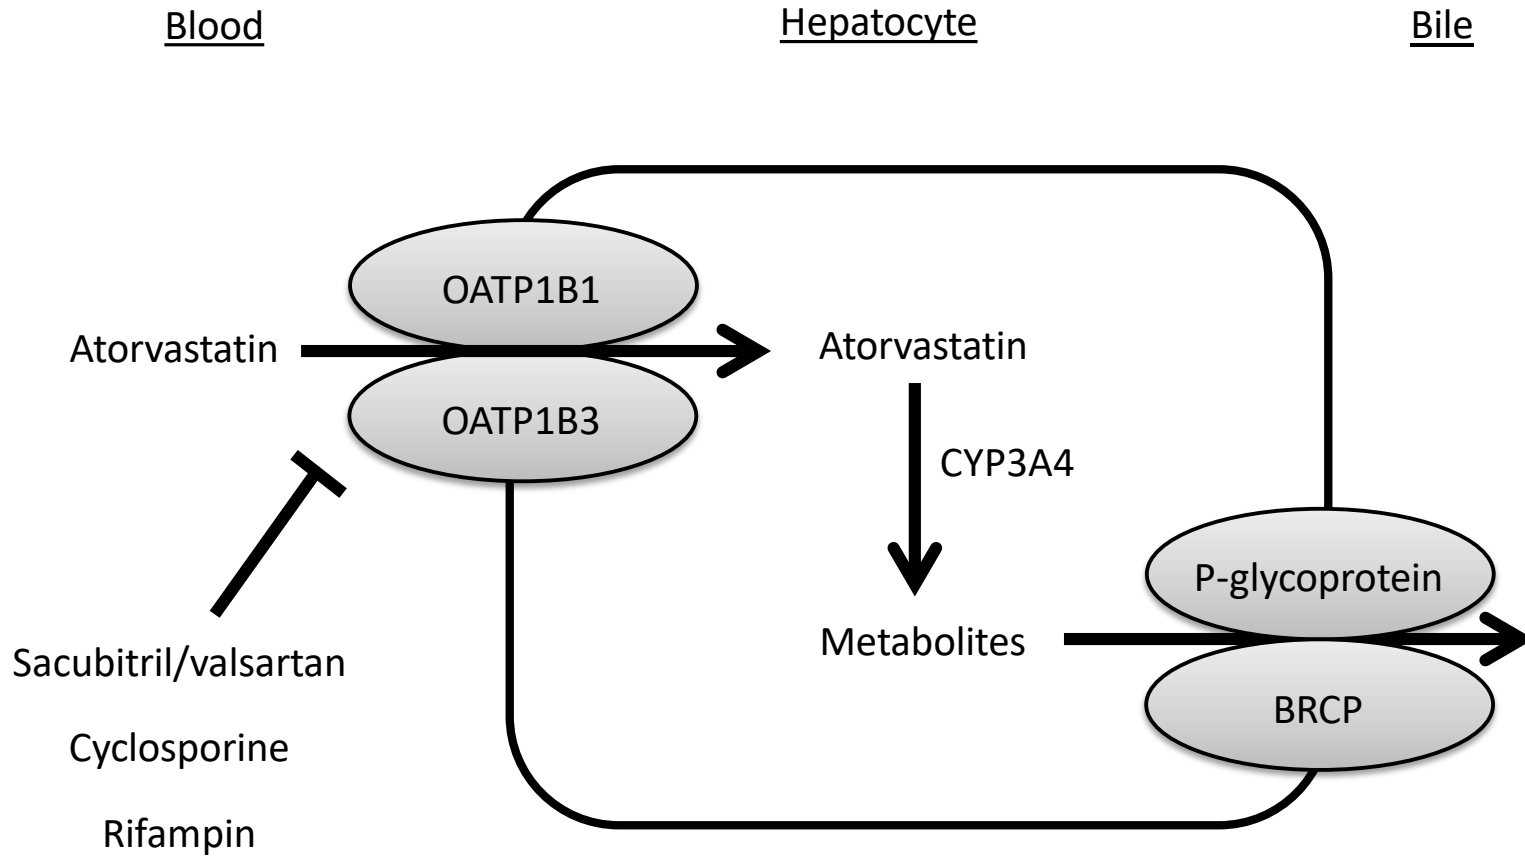 Blood
Hepatocyte
Bile
OATP1B1
Atorvastatin
Atorvastatin
OATP1B3
CYP3A4
P-glycoprotein
Metabolites
Sacubitril/valsartan
BRCP
Cyclosporine
Rifampin